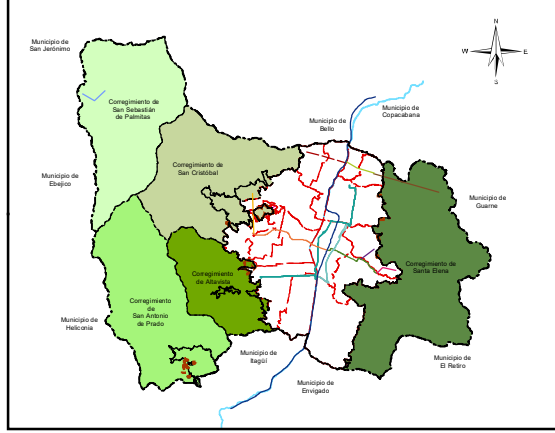 Municipio de
San Jerónimo
N
W
E
S
Corregimiento de
San Sebastián
de Palmitas
Municipio de
Copacabana
Municipio de
Bello
Corregimiento de
San Cristóbal
Municipio de
Ebejico
Municipio de
Guarne
Corregimiento de
Santa Elena
Corregimiento
de Altavista
Corregimiento
de
San Antonio
de Prado
Municipio de
Heliconia
Municipio de
Itagüí
Municipio de
El Retiro
Municipio de
Envigado